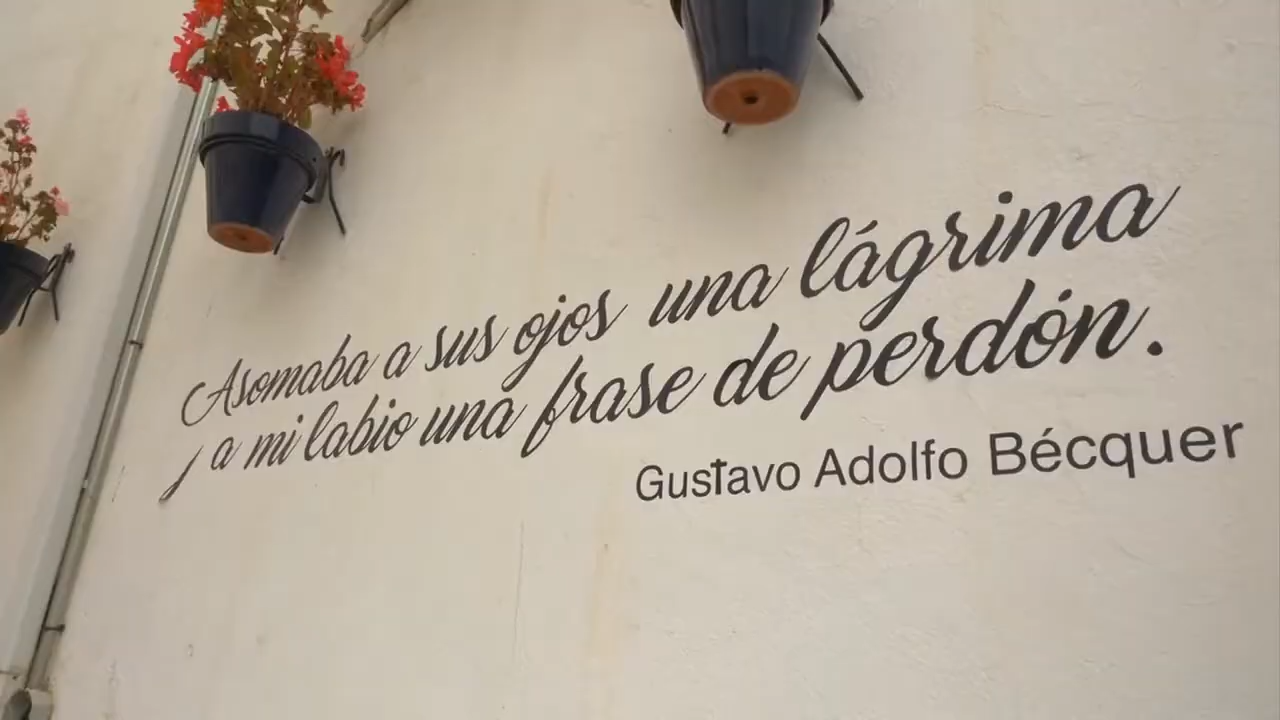 Asomaba a sus ojos una lágrima
y a mi labio una frase de perdón.
Gustavo Adolfo Bécquer